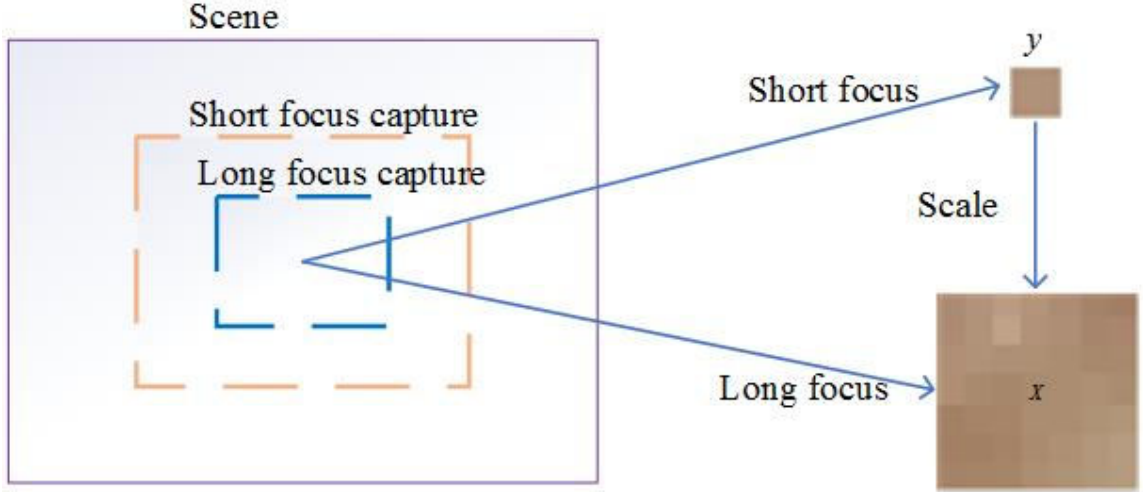 Scene
y
Short focus
Short focus capture
Long focus capture
Scale
Long focus
x